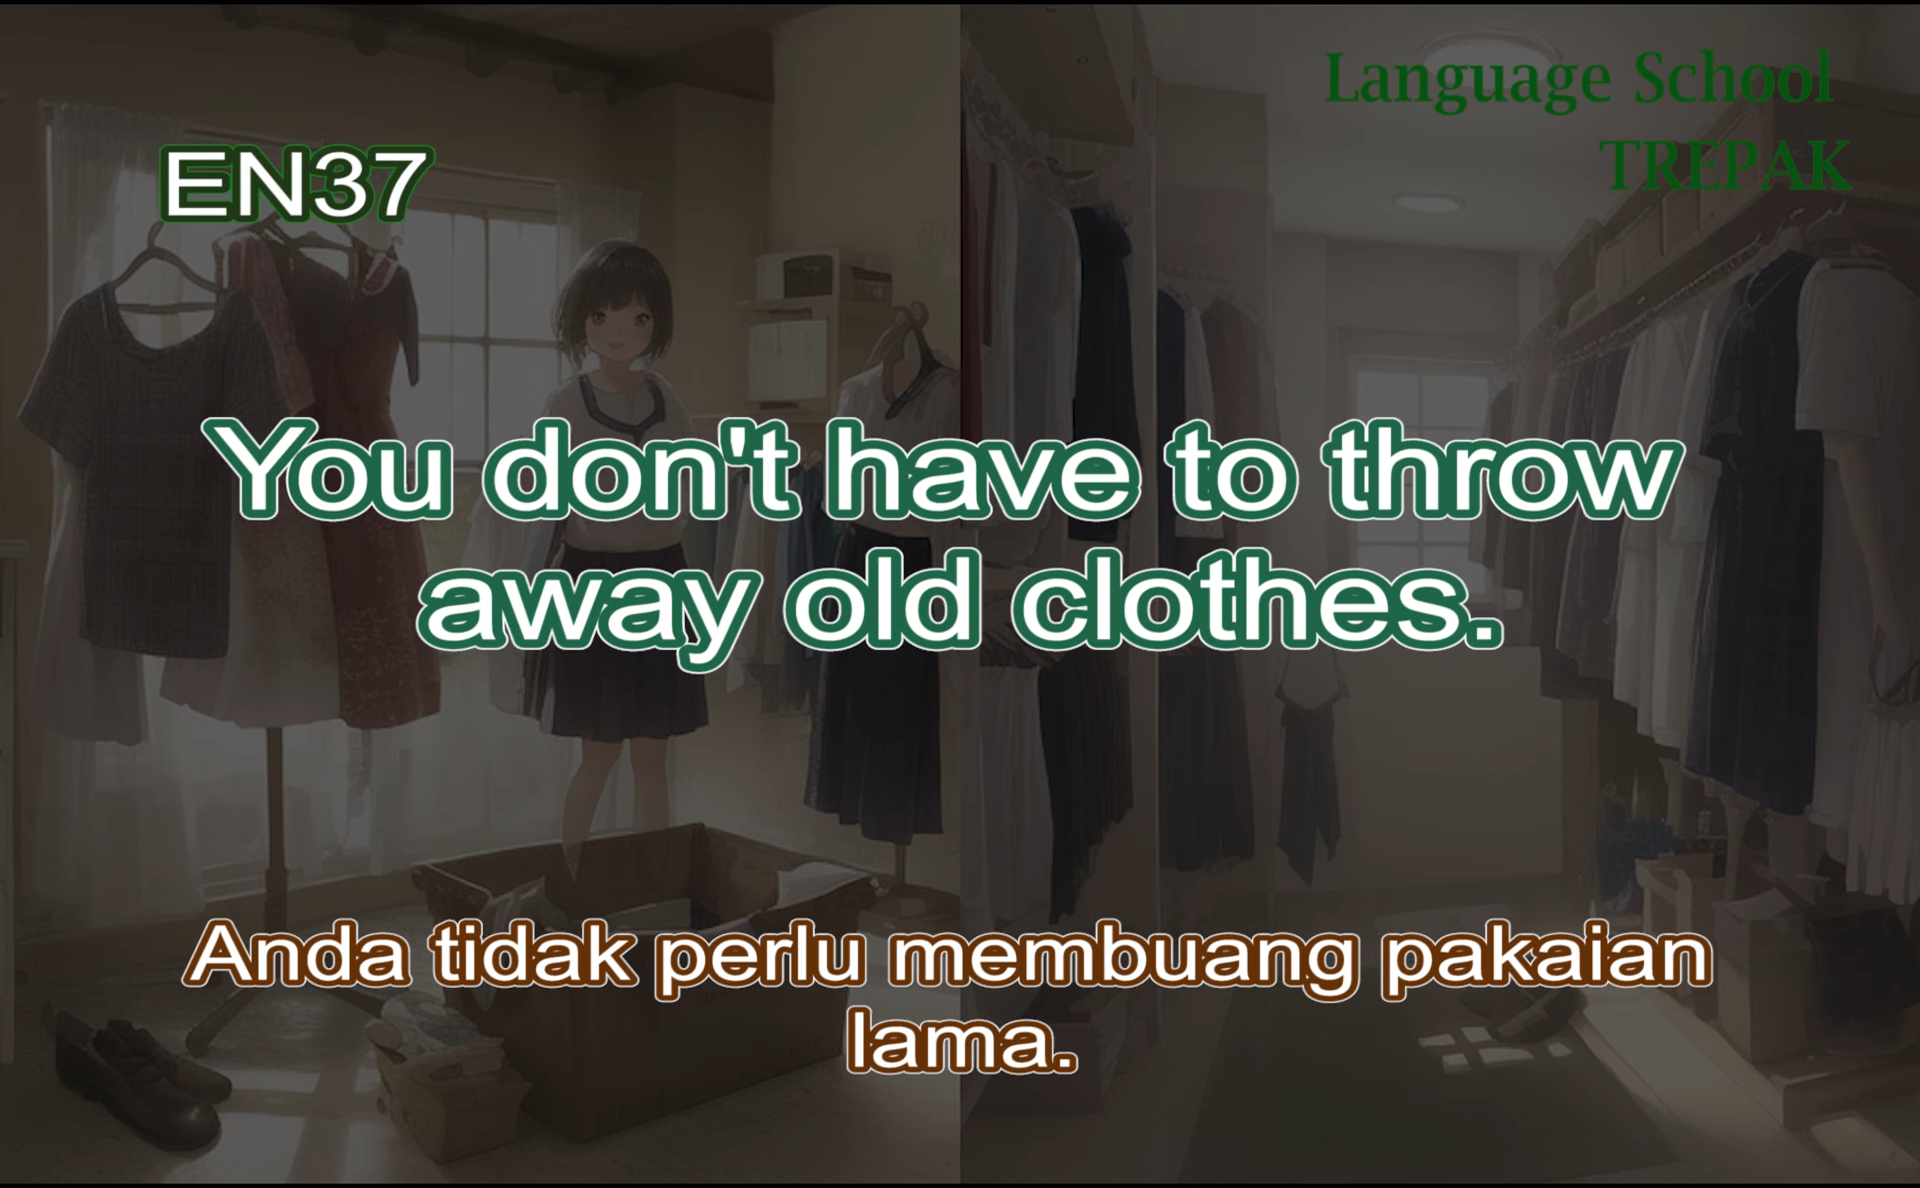 Language School
TREPAK
EN37
You don't have to throw
away old clothes.
Anda tidak perlu membuang pakaian
lama.